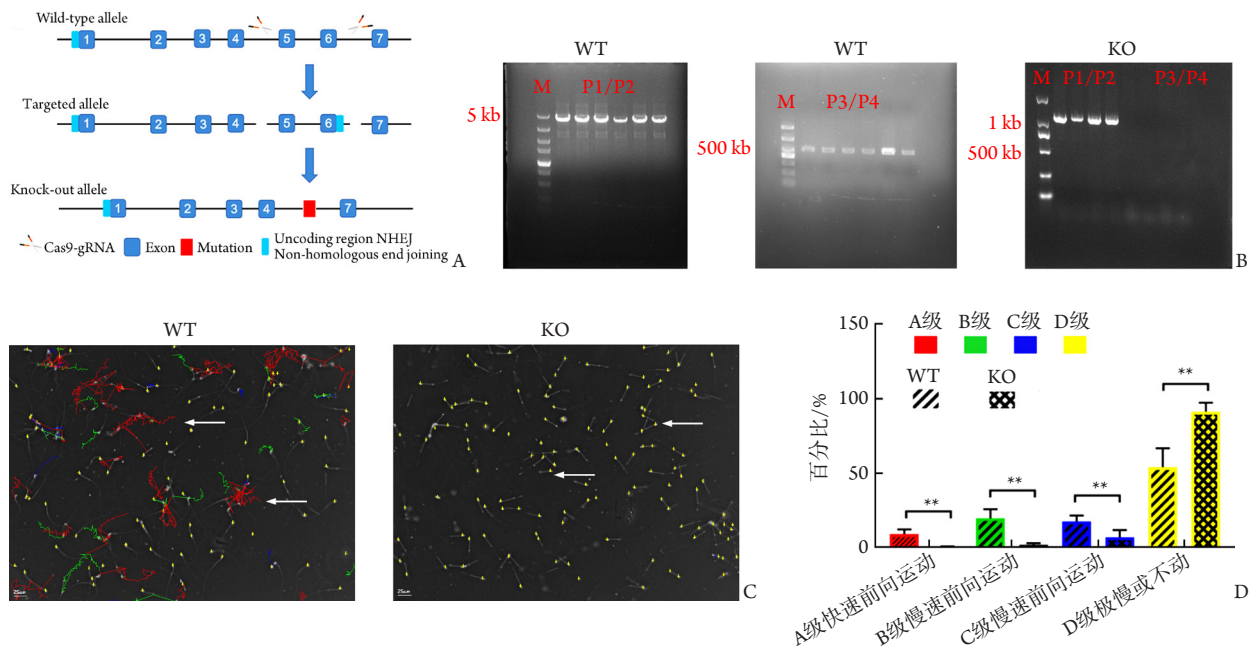 Wild-type allele
1 2 3 4 5 6 7
Targeted allele
1 2 3 4 5 6 7
Knock-out allele
1 2 3 4 7
Cas9-gRNA Exon Mutation Uncoding region NHEJ
Non-homologous end joining
A
WT WT KO
M P1/P2
5 kb
M P3/P4
500 kb
M P1/P2 P3/P4
1 kb
500 kb
B
WT KO
25μm
25μm
C
150
100
50
0
百分比/%
A级 B级 C级 D级
WT KO
**
**
**
**
A级快速前向运动
B级慢速前向运动
C级慢速前向运动
D级极慢或不动
D